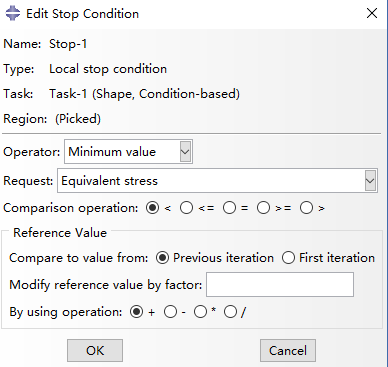 Edit Stop Condition
Name: Stop-1
Type: Local stop condition
Task: Task-1 (Shape, Condition-based)
Region: (Picked)
Operator: Minimum value
Request: Equivalent stress
Comparison operation: < <= = >= >
Reference Value
Compare to value from: Previous iteration First iteration
Modify reference value by factor:
By using operation: + - * /
OK Cancel